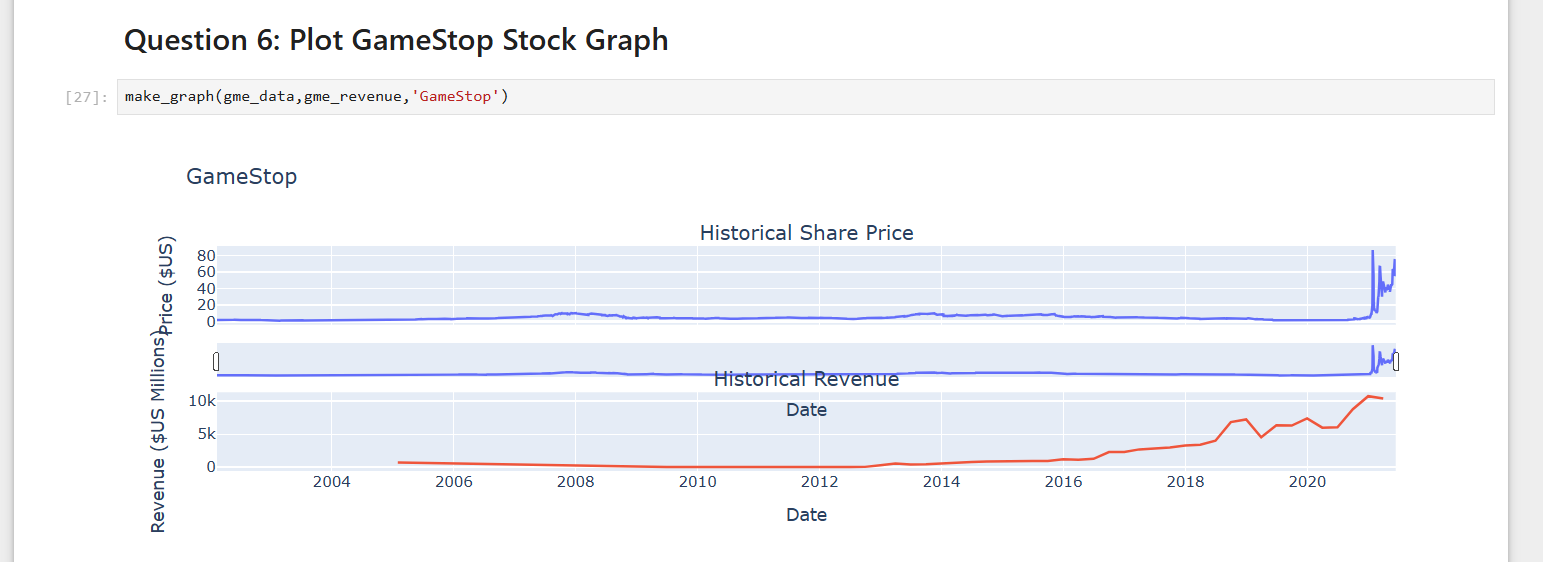 Question 6: Plot GameStop Stock Graph
[27]: make_graph(gme_data,gme_revenue,'GameStop')
GameStop
Historical Share Price
Price ($US)
80
60
40
20
0
Historical Revenue
Date
Revenue ($US Millions)
10k
5k
0
2004 2006 2008 2010 2012 2014 2016 2018 2020
Date